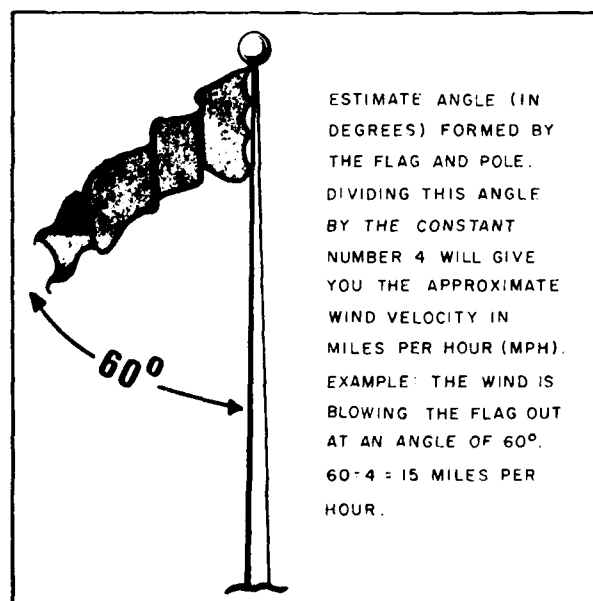 ESTIMATE ANGLE (IN
DEGREES) FORMED BY
THE FLAG AND POLE.
DIVIDING THIS ANGLE
BY THE CONSTANT
NUMBER 4 WILL GIVE
YOU THE APPROXIMATE
WIND VELOCITY IN
MILES PER HOUR (MPH).
EXAMPLE: THE WIND IS
BLOWING THE FLAG OUT
AT AN ANGLE OF 60°.
60÷4 = 15 MILES PER
HOUR.
60°